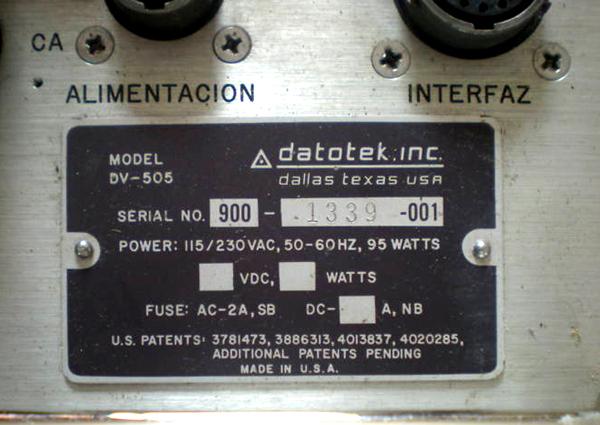 CA
ALIMENTACION
INTERFAZ
MODEL
DV-505
datotek, inc.
dallas texas usa
SERIAL NO. 900 - 1339 -001
POWER: 115/230VAC, 50-60HZ, 95 WATTS
VDC, WATTS
FUSE: AC-2A, SB DC- A, NB
U.S. PATENTS: 3781473, 3886313, 4013837, 4020285,
ADDITIONAL PATENTS PENDING
MADE IN U.S.A.